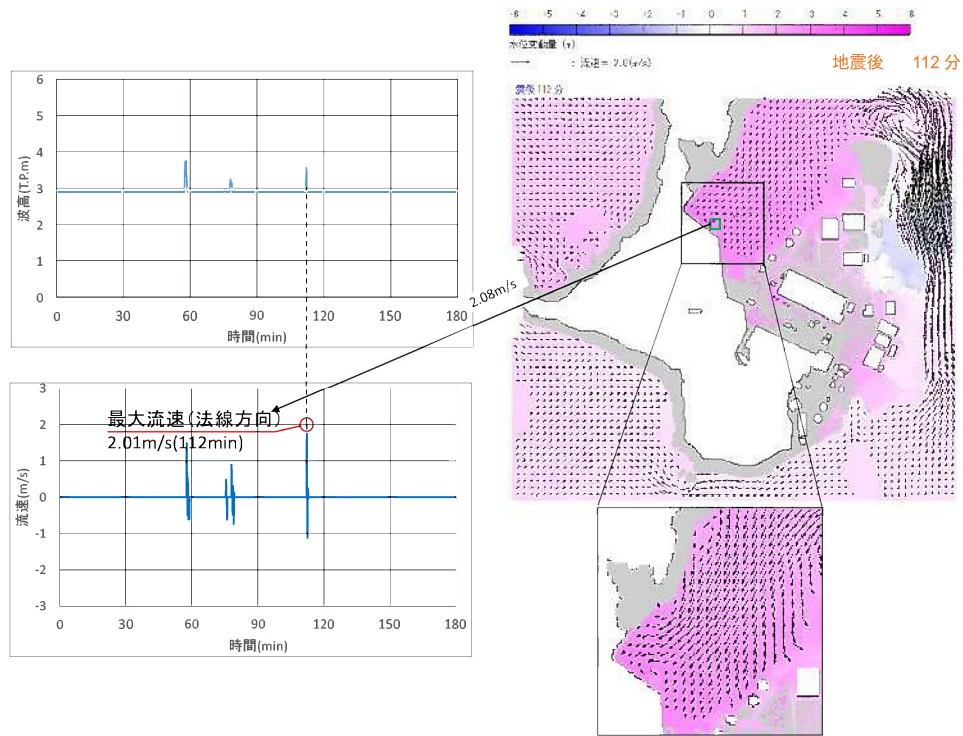 -6 -5 -4 -3 -2 -1 0 1 2 3 4 5 6
水位変動量 (m)
: 流速= 2.0(m/s)
地震後 112 分
震後112 分
6
5
4
3
2
1
0
波高(T.P.m)
0 30 60 90 120 150 180
時間(min)
2.08m/s
3
2
1
0
-1
-2
-3
流速(m/s)
最大流速(法線方向)
2.01m/s(112min)
0 30 60 90 120 150 180
時間(min)